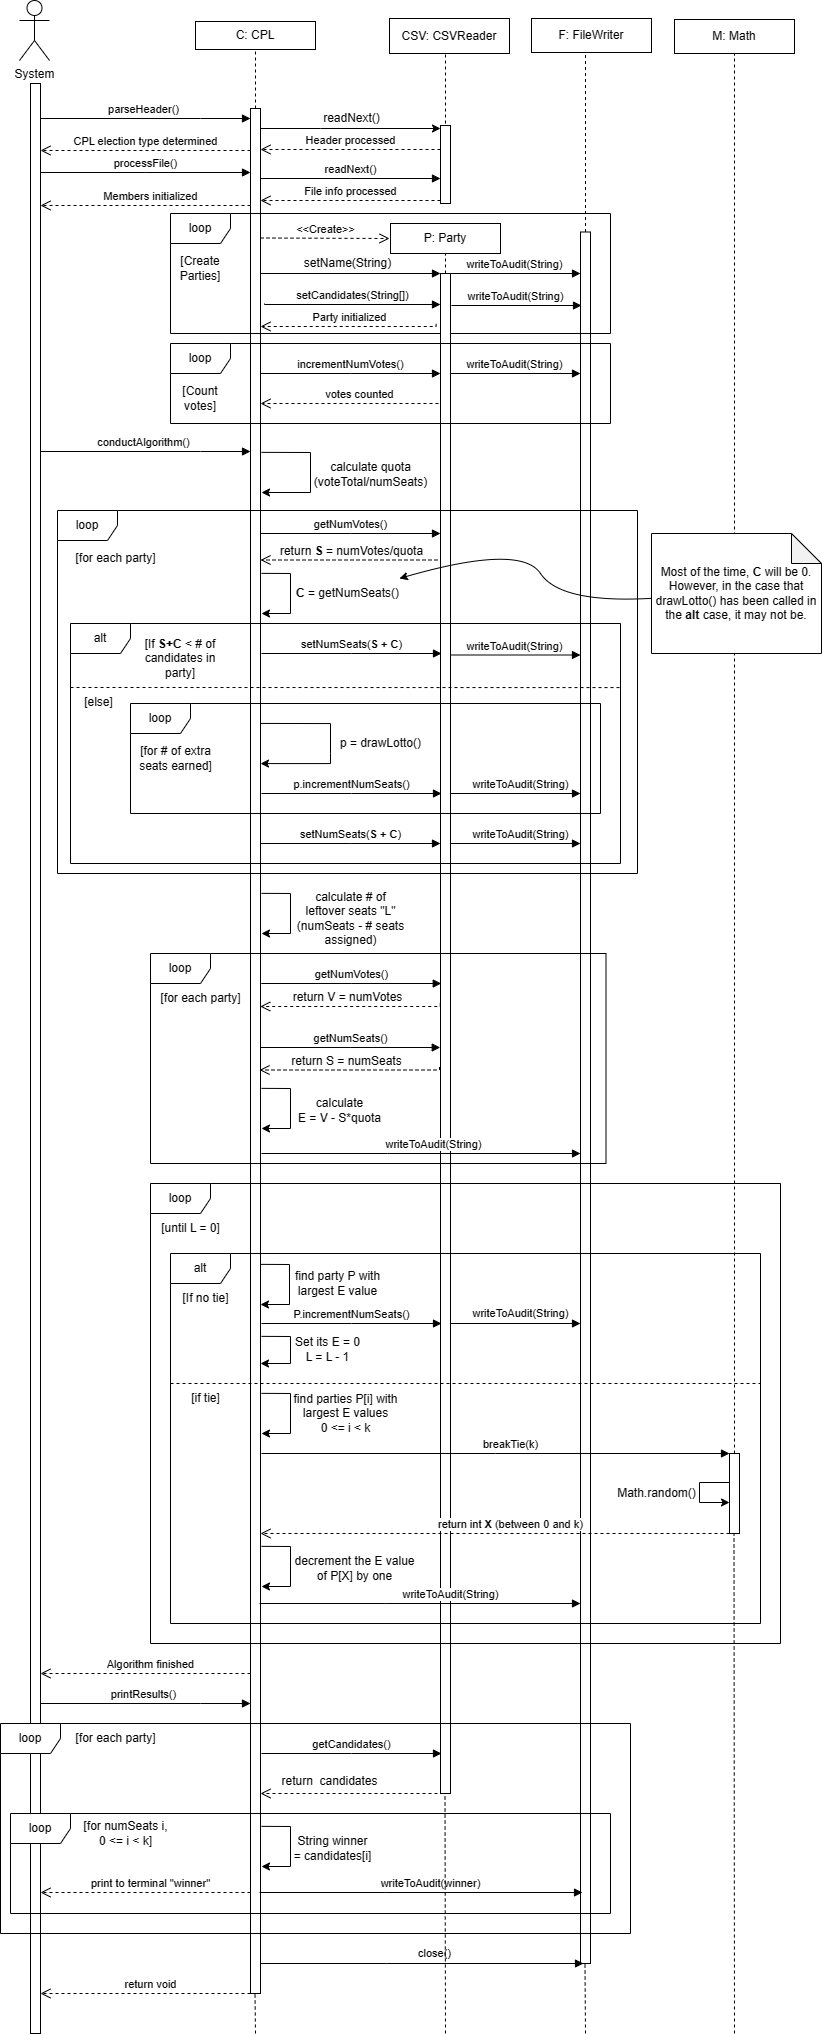 C: CPL
CSV: CSVReader
F: FileWriter
M: Math
System
parseHeader()
readNext()
CPL election type determined
Header processed
processFile()
readNext()
Members initialized
File info processed
loop
[Create
Parties]
<<Create>>
P: Party
setName(String)
writeToAudit(String)
setCandidates(String[])
writeToAudit(String)
Party initialized
loop
[Count
votes]
incrementNumVotes()
writeToAudit(String)
votes counted
conductAlgorithm()
calculate quota
(voteTotal/numSeats)
loop
[for each party]
getNumVotes()
return S = numVotes/quota
C = getNumSeats()
Most of the time, C will be 0.
However, in the case that
drawLotto() has been called in
the alt case, it may not be.
alt
[If S+C < # of
candidates in
party]
setNumSeats(S + C)
writeToAudit(String)
[else]
loop
[for # of extra
seats earned]
p = drawLotto()
p.incrementNumSeats()
writeToAudit(String)
setNumSeats(S + C)
writeToAudit(String)
calculate # of
leftover seats "L"
(numSeats - # seats
assigned)
loop
[for each party]
getNumVotes()
return V = numVotes
getNumSeats()
return S = numSeats
calculate
E = V - S*quota
writeToAudit(String)
loop
[until L = 0]
alt
[If no tie]
find party P with
largest E value
P.incrementNumSeats()
writeToAudit(String)
Set its E = 0
L = L - 1
[if tie]
find parties P[i] with
largest E values
0 <= i < k
breakTie(k)
Math.random()
return int X (between 0 and k)
decrement the E value
of P[X] by one
writeToAudit(String)
Algorithm finished
printResults()
loop
[for each party]
getCandidates()
return  candidates
loop
[for numSeats i,
0 <= i < k]
String winner
= candidates[i]
print to terminal "winner"
writeToAudit(winner)
close()
return void